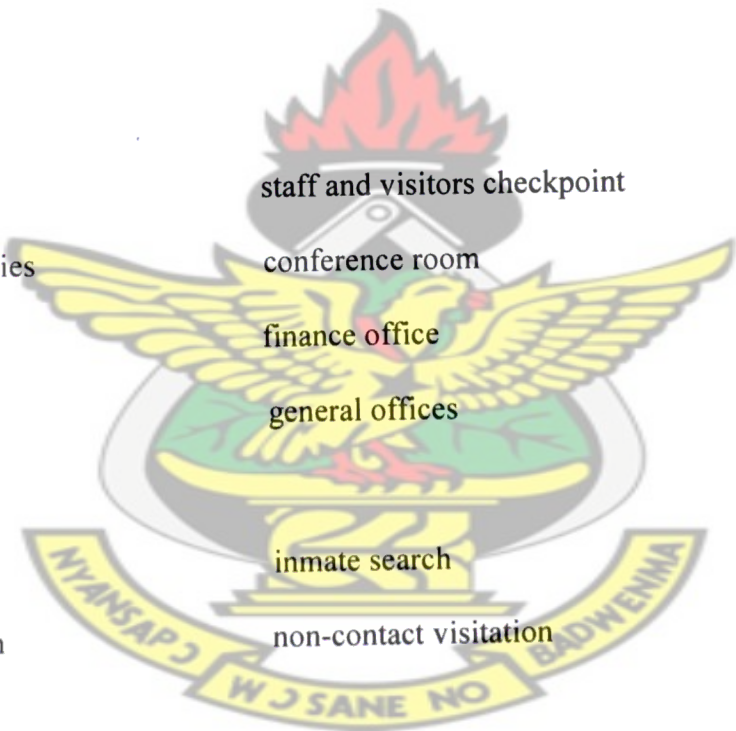 staff and visitors checkpoint
ies conference room
finance office
general offices
inmate search
n non-contact visitation
NYANSAPƆ WƆSANE NO BADWENMA